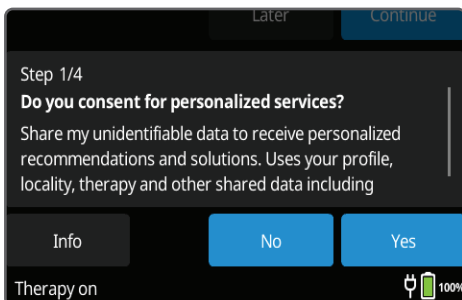 Later Continue
Step 1/4
Do you consent for personalized services?
Share my unidentifiable data to receive personalized
recommendations and solutions. Uses your profile,
locality, therapy and other shared data including
Info No Yes
Therapy on 100%